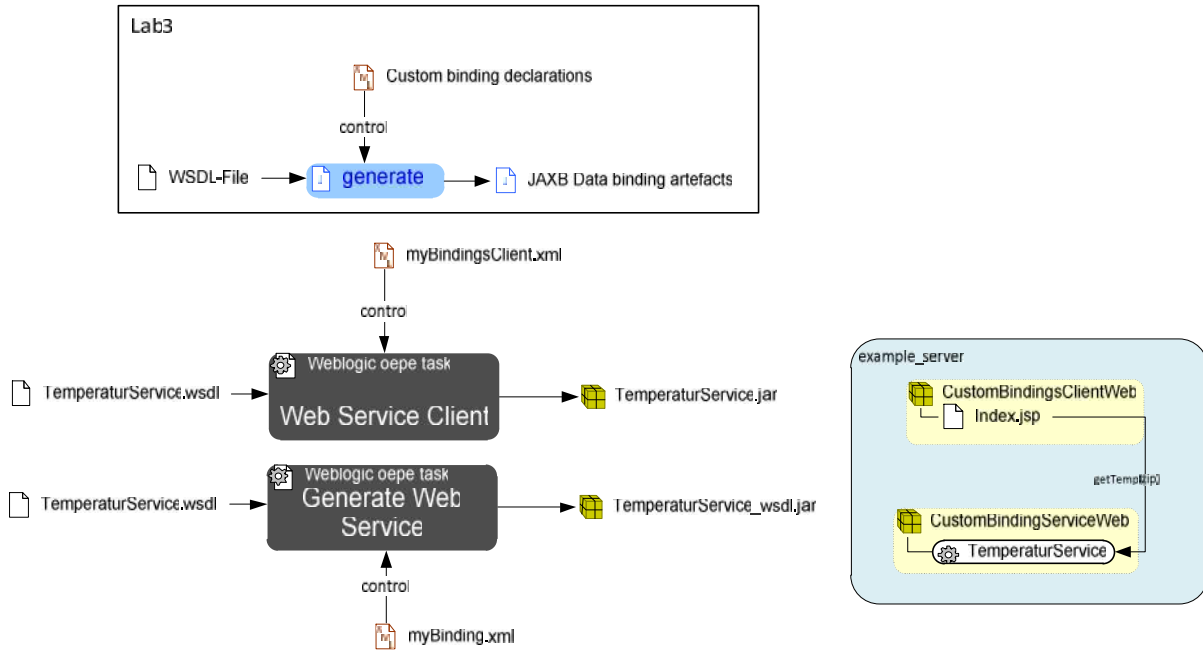 Lab3
Custom binding declarations
control
WSDL-File
generate
JAXB Data binding artefacts
myBindingsClient.xml
control
Weblogic oepe task
TemperaturService.wsdl
Web Service Client
TemperaturService.jar
Weblogic oepe task
TemperaturService.wsdl
Generate Web
Service
TemperaturService_wsdl.jar
control
myBinding.xml
example_server
CustomBindingsClientWeb
Index.jsp
CustomBindingServiceWeb
TemperaturService